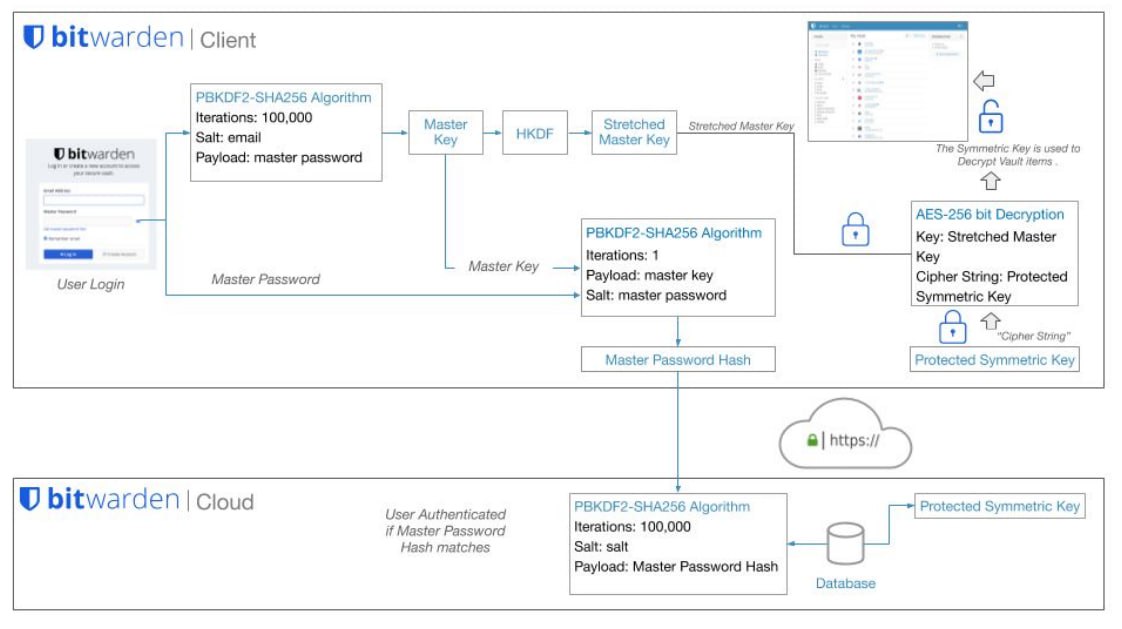 bitwarden | Client
PBKDF2-SHA256 Algorithm
Iterations: 100,000
Salt: email
Payload: master password
Master
Key
HKDF
Stretched
Master Key
Stretched Master Key
The Symmetric Key is used to
Decrypt Vault items .
bitwarden
Log in or create a new account to access
your secure vault.
Email Address
Master Password
Remember email
Log In
User Login
Master Password
Master Key
PBKDF2-SHA256 Algorithm
Iterations: 1
Payload: master key
Salt: master password
AES-256 bit Decryption
Key: Stretched Master
Key
Cipher String: Protected
Symmetric Key
"Cipher String"
Protected Symmetric Key
Master Password Hash
https://
bitwarden | Cloud
User Authenticated
if Master Password
Hash matches
PBKDF2-SHA256 Algorithm
Iterations: 100,000
Salt: salt
Payload: Master Password Hash
Database
Protected Symmetric Key